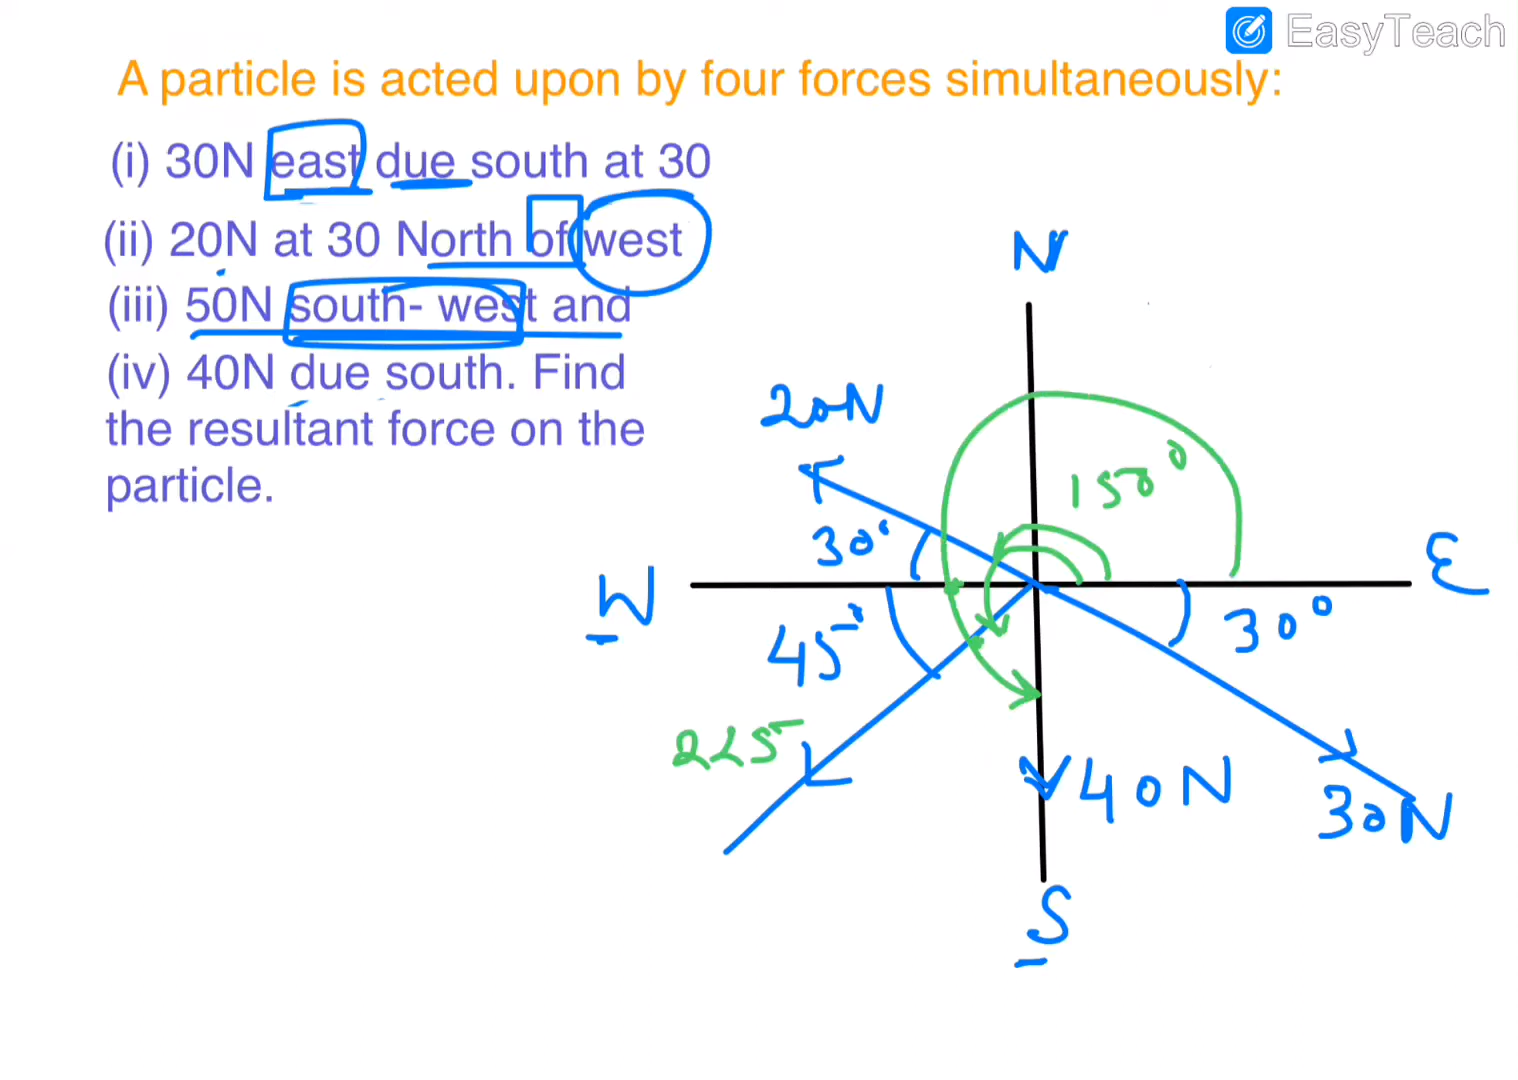 EasyTeach
A particle is acted upon by four forces simultaneously:
(i) 30N east due south at 30
(ii) 20N at 30 North of west
(iii) 50N south- west and
(iv) 40N due south. Find
the resultant force on the
particle.
N
20N
150°
30°
E
W
30°
45°
225
40N
30N
S